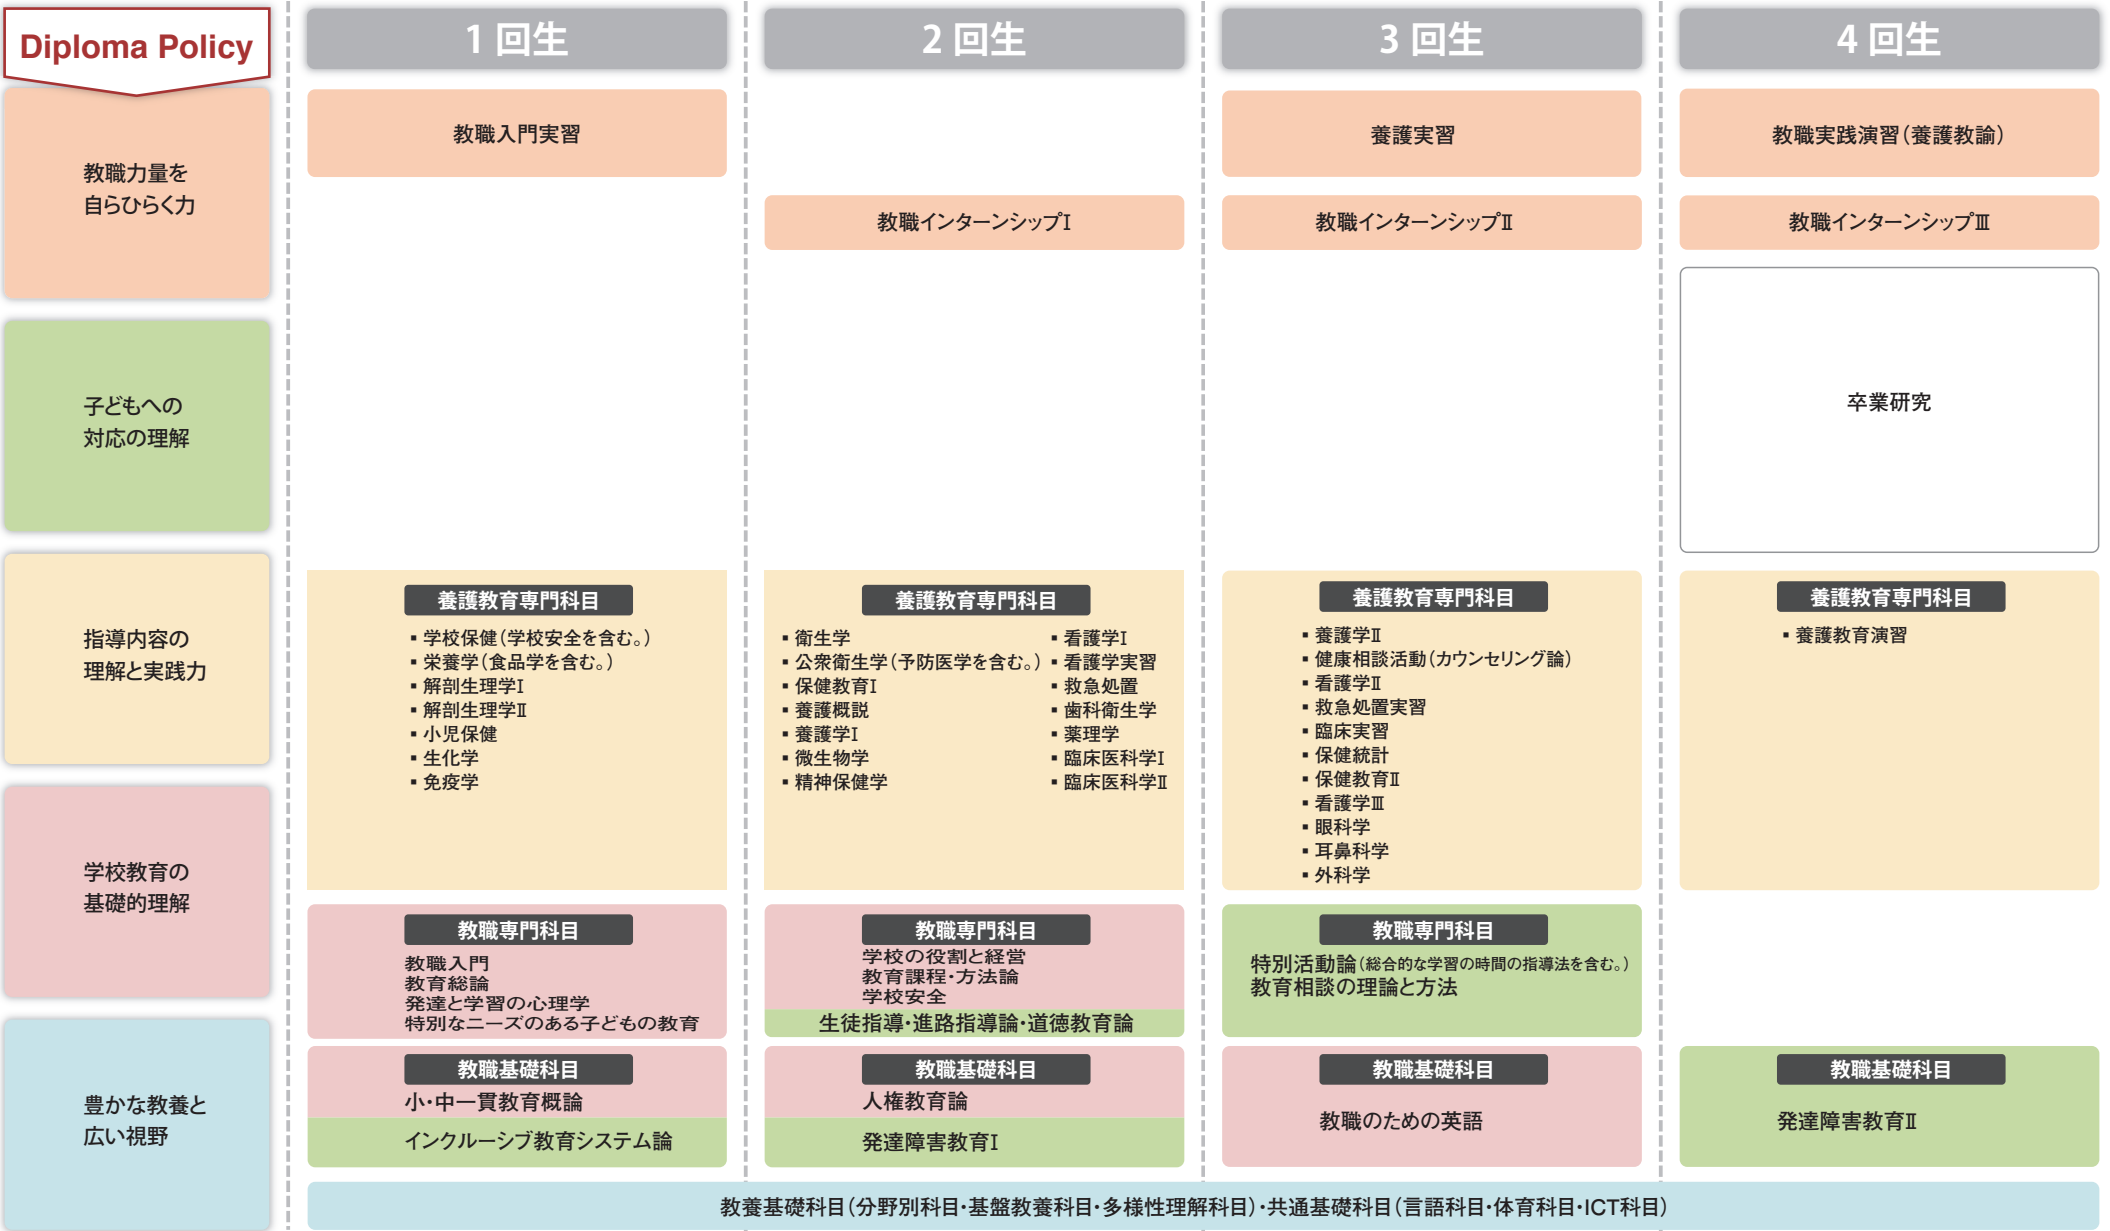 Diploma Policy
1 回生
2 回生
3 回生
4 回生
教職力量を
自らひらく力
子どもへの
対応の理解
指導内容の
理解と実践力
学校教育の
基礎的理解
豊かな教養と
広い視野
教職入門実習
養護実習
教職実践演習（養護教諭）
教職インターンシップⅠ
教職インターンシップⅡ
教職インターンシップⅢ
卒業研究
養護教育専門科目
▪ 学校保健（学校安全を含む。）
▪ 栄養学（食品学を含む。）
▪ 解剖生理学Ⅰ
▪ 解剖生理学Ⅱ
▪ 小児保健
▪ 生化学
▪ 免疫学
養護教育専門科目
▪ 衛生学
▪ 公衆衛生学（予防医学を含む。）
▪ 保健教育Ⅰ
▪ 養護概説
▪ 養護学Ⅰ
▪ 微生物学
▪ 精神保健学
▪ 看護学Ⅰ
▪ 看護学実習
▪ 救急処置
▪ 歯科衛生学
▪ 薬理学
▪ 臨床医科学Ⅰ
▪ 臨床医科学Ⅱ
養護教育専門科目
▪ 養護学Ⅱ
▪ 健康相談活動（カウンセリング論）
▪ 看護学Ⅱ
▪ 救急処置実習
▪ 臨床実習
▪ 保健統計
▪ 保健教育Ⅱ
▪ 看護学Ⅲ
▪ 眼科学
▪ 耳鼻科学
▪ 外科学
養護教育専門科目
▪ 養護教育演習
教職専門科目
教職入門
教育総論
発達と学習の心理学
特別なニーズのある子どもの教育
教職専門科目
学校の役割と経営
教育課程・方法論
学校安全
生徒指導・進路指導論・道徳教育論
教職専門科目
特別活動論（総合的な学習の時間の指導法を含む。）
教育相談の理論と方法
教職基礎科目
小・中一貫教育概論
インクルーシブ教育システム論
教職基礎科目
人権教育論
発達障害教育Ⅰ
教職基礎科目
教職のための英語
教職基礎科目
発達障害教育Ⅱ
教養基礎科目（分野別科目・基盤教養科目・多様性理解科目）・共通基礎科目（言語科目・体育科目・ICT科目）